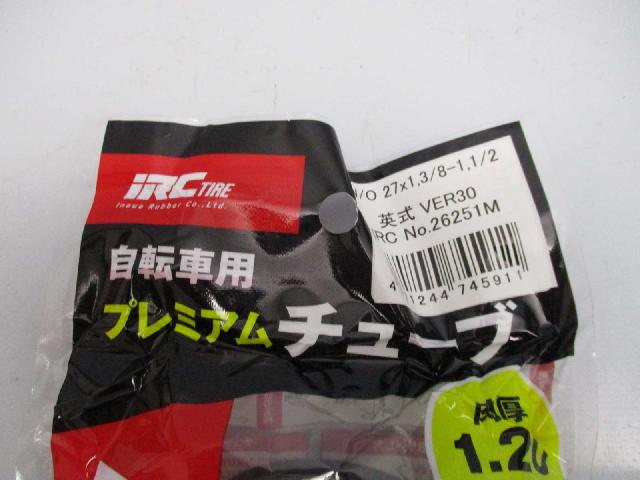 iRC TIRE
Inoue Rubber Co.,Ltd.
自転車用
プレミアム チューブ
/O 27x1,3/8-1,1/2
英式 VER30
IRC No.26251M
4 1244 745911
肉厚
1.2